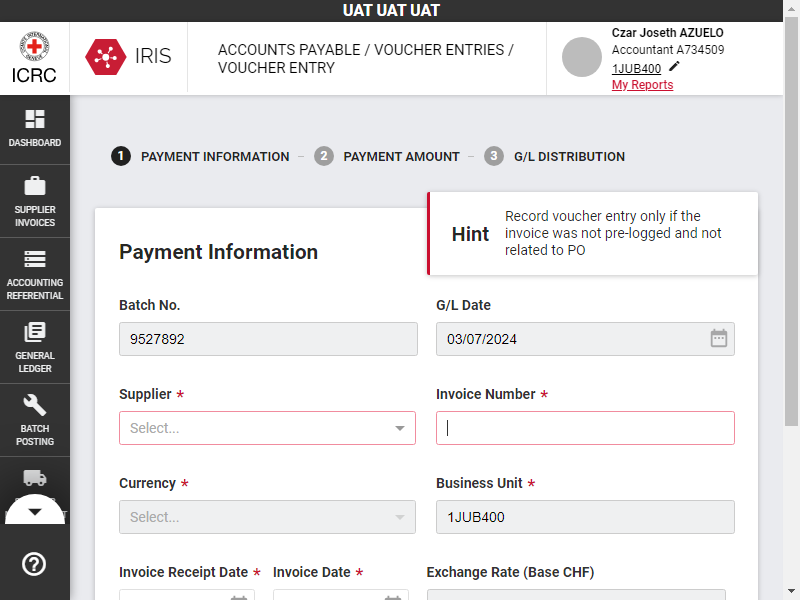 UAT UAT UAT
ICRC
IRIS
ACCOUNTS PAYABLE / VOUCHER ENTRIES /
VOUCHER ENTRY
Czar Joseth AZUELO
Accountant A734509
1JUB400
My Reports
DASHBOARD
SUPPLIER
INVOICES
ACCOUNTING
REFERENTIAL
GENERAL
LEDGER
BATCH
POSTING
1 PAYMENT INFORMATION
2 PAYMENT AMOUNT
3 G/L DISTRIBUTION
Hint
Record voucher entry only if the
invoice was not pre-logged and not
related to PO
Payment Information
Batch No.
9527892
G/L Date
03/07/2024
Supplier *
Select...
Invoice Number *
Currency *
Select...
Business Unit *
1JUB400
Invoice Receipt Date *
Invoice Date *
Exchange Rate (Base CHF)